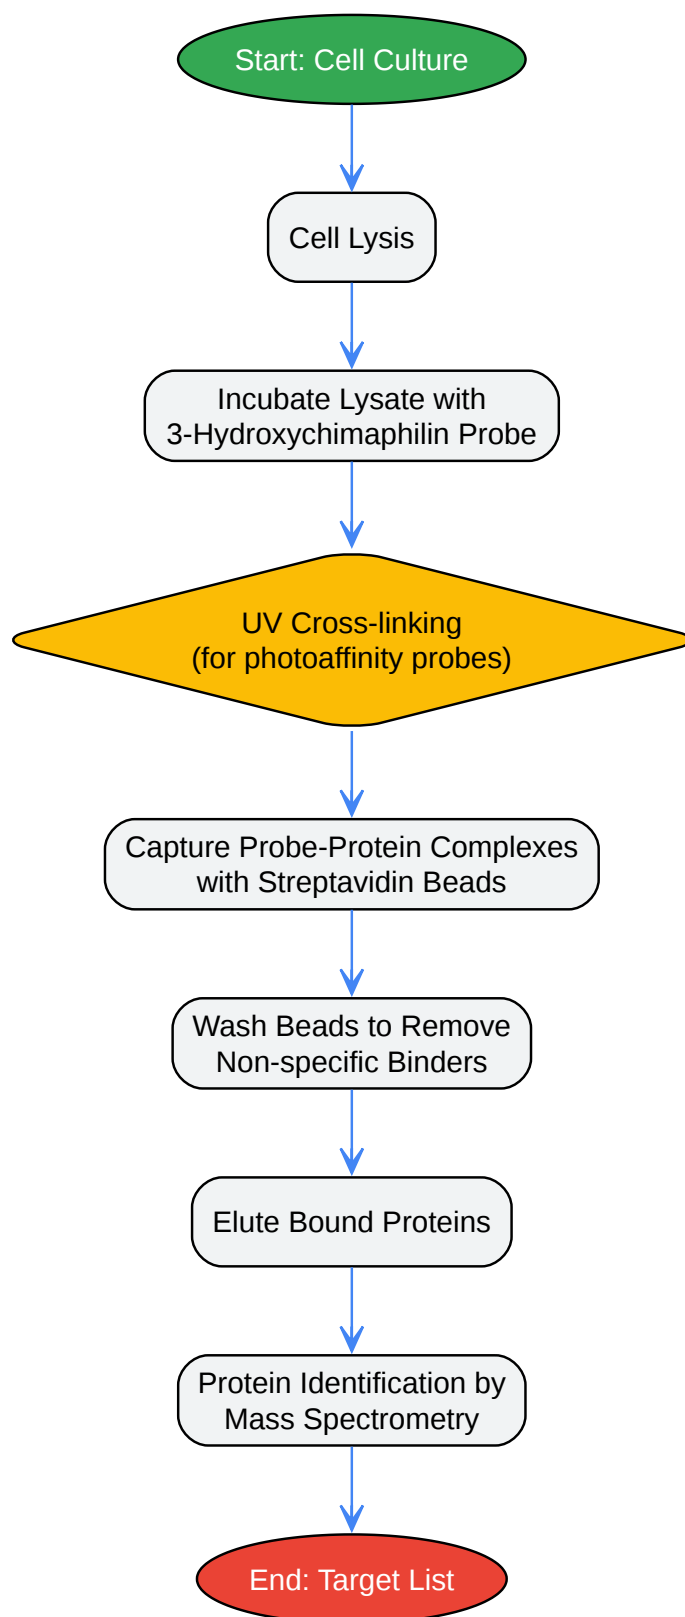 Start: Cell Culture
Cell Lysis
Incubate Lysate with
3-Hydroxychimaphilin Probe
UV Cross-linking
(for photoaffinity probes)
Capture Probe-Protein Complexes
with Streptavidin Beads
Wash Beads to Remove
Non-specific Binders
Elute Bound Proteins
Protein Identification by
Mass Spectrometry
End: Target List